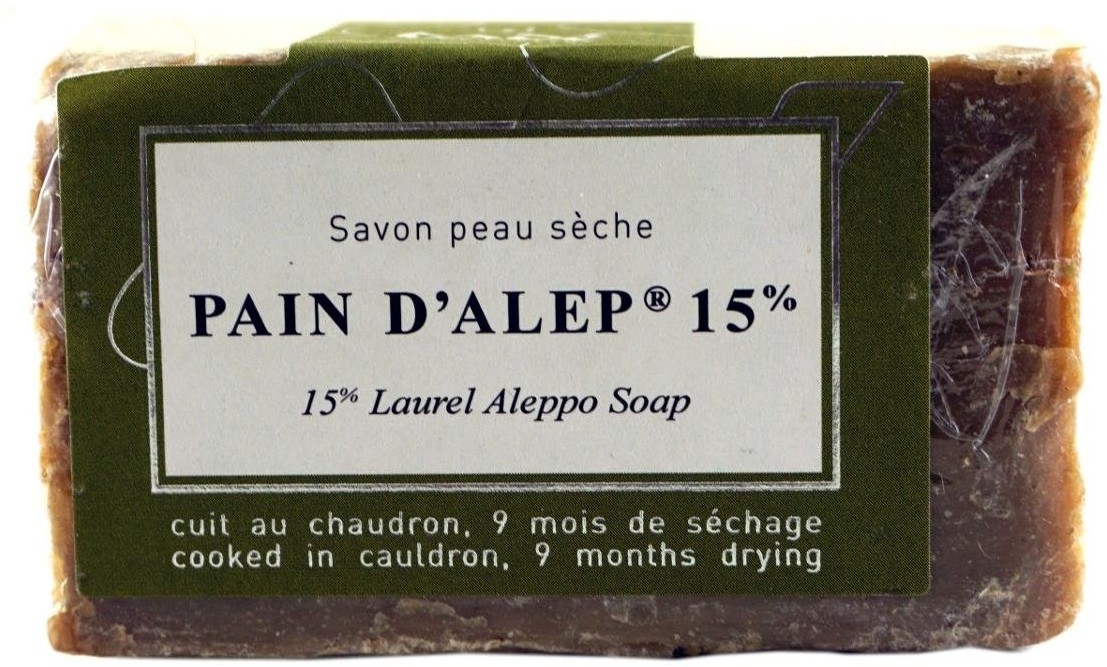 Savon peau sèche
PAIN D'ALEP® 15%
15% Laurel Aleppo Soap
cuit au chaudron, 9 mois de séchage
cooked in cauldron, 9 months drying